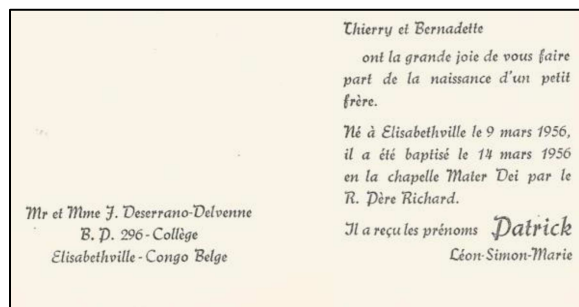 Thierry et Bernadette
ont la grande joie de vous faire
part de la naissance d'un petit
frère.
Né à Elisabethville le 9 mars 1956,
il a été baptisé le 14 mars 1956
en la chapelle Mater Dei par le
R. Père Richard.
Il a reçu les prénoms Patrick
Léon-Simon-Marie
Mr et Mme J. Deserrano-Delvenne
B. P. 296 - Collège
Elisabethville - Congo Belge